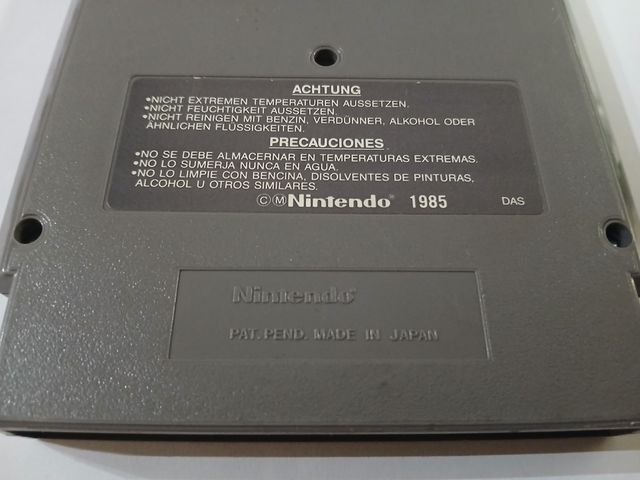 ACHTUNG
•NICHT EXTREMEN TEMPERATUREN AUSSETZEN.
•NICHT FEUCHTIGKEIT AUSSETZEN.
•NICHT REINIGEN MIT BENZIN, VERDÜNNER, ALKOHOL ODER
ÄHNLICHEN FLÜSSIGKEITEN.
PRECAUCIONES
•NO SE DEBE ALMACERNAR EN TEMPERATURAS EXTREMAS.
•NO LO SUMERJA NUNCA EN AGUA.
•NO LO LIMPIE CON BENCINA, DISOLVENTES DE PINTURAS,
ALCOHOL U OTROS SIMILARES.
©Ⓜ Nintendo® 1985 DAS
Nintendo®
PAT. PEND. MADE IN JAPAN